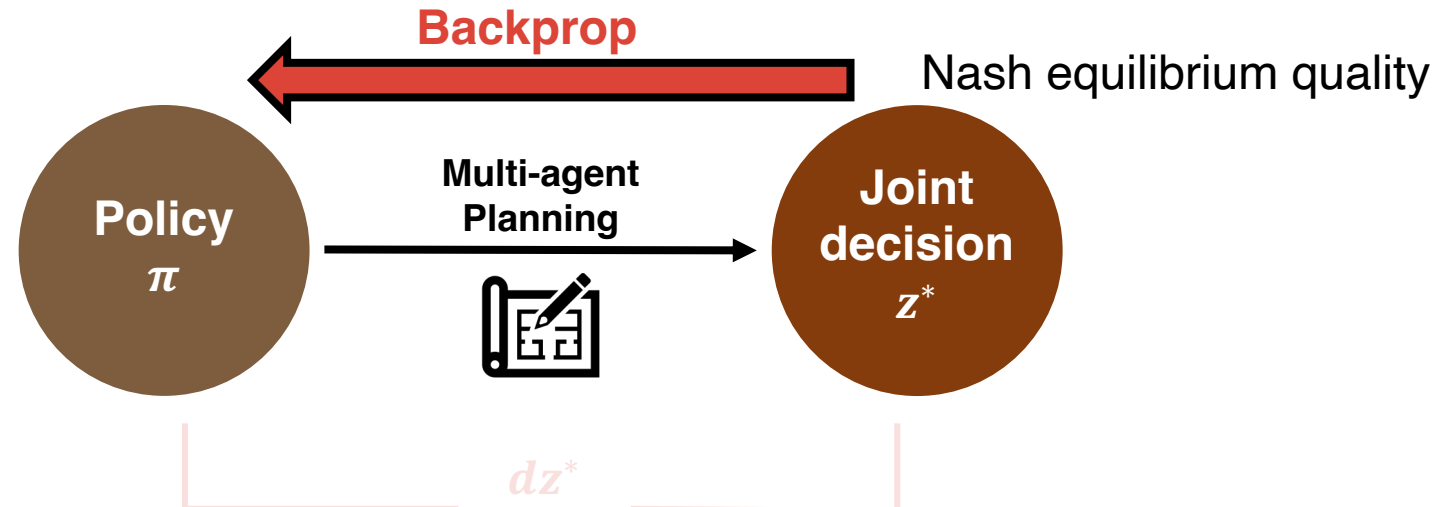 Backprop
Nash equilibrium quality
Multi-agent
Planning
Policy
π
Joint
decision
z*
dz*